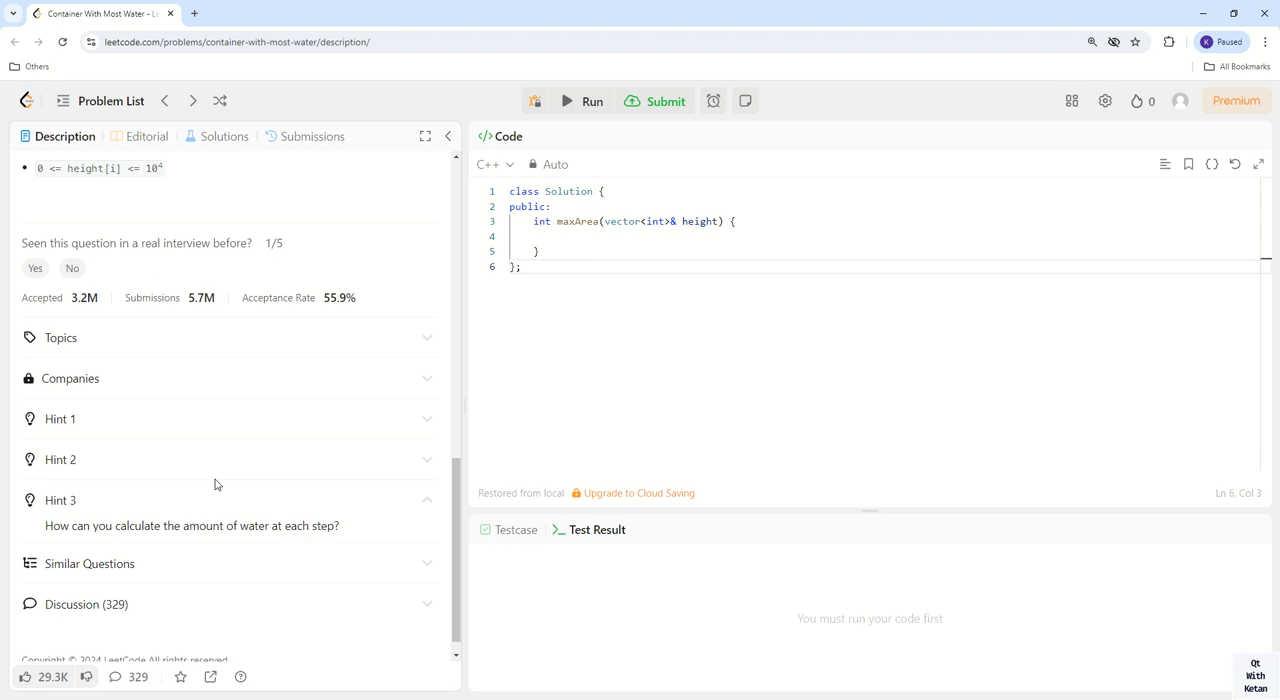 Container With Most Water - Le
leetcode.com/problems/container-with-most-water/description/
K Paused
Others
All Bookmarks
Problem List
Run
Submit
0
Premium
Description
Editorial
Solutions
Submissions
</> Code
C++
Auto
• 0 <= height[i] <= 10⁴
Seen this question in a real interview before? 1/5
Yes
No
Accepted 3.2M
Submissions 5.7M
Acceptance Rate 55.9%
Topics
Companies
Hint 1
Hint 2
Hint 3
How can you calculate the amount of water at each step?
Similar Questions
Discussion (329)
Copyright © 2024 LeetCode All rights reserved
29.3K
329
1 class Solution {
2 public:
3 int maxArea(vector<int>& height) {
4
5 }
6 };
Restored from local
Upgrade to Cloud Saving
Ln 6, Col 3
Testcase
Test Result
You must run your code first
Qt
With
Ketan